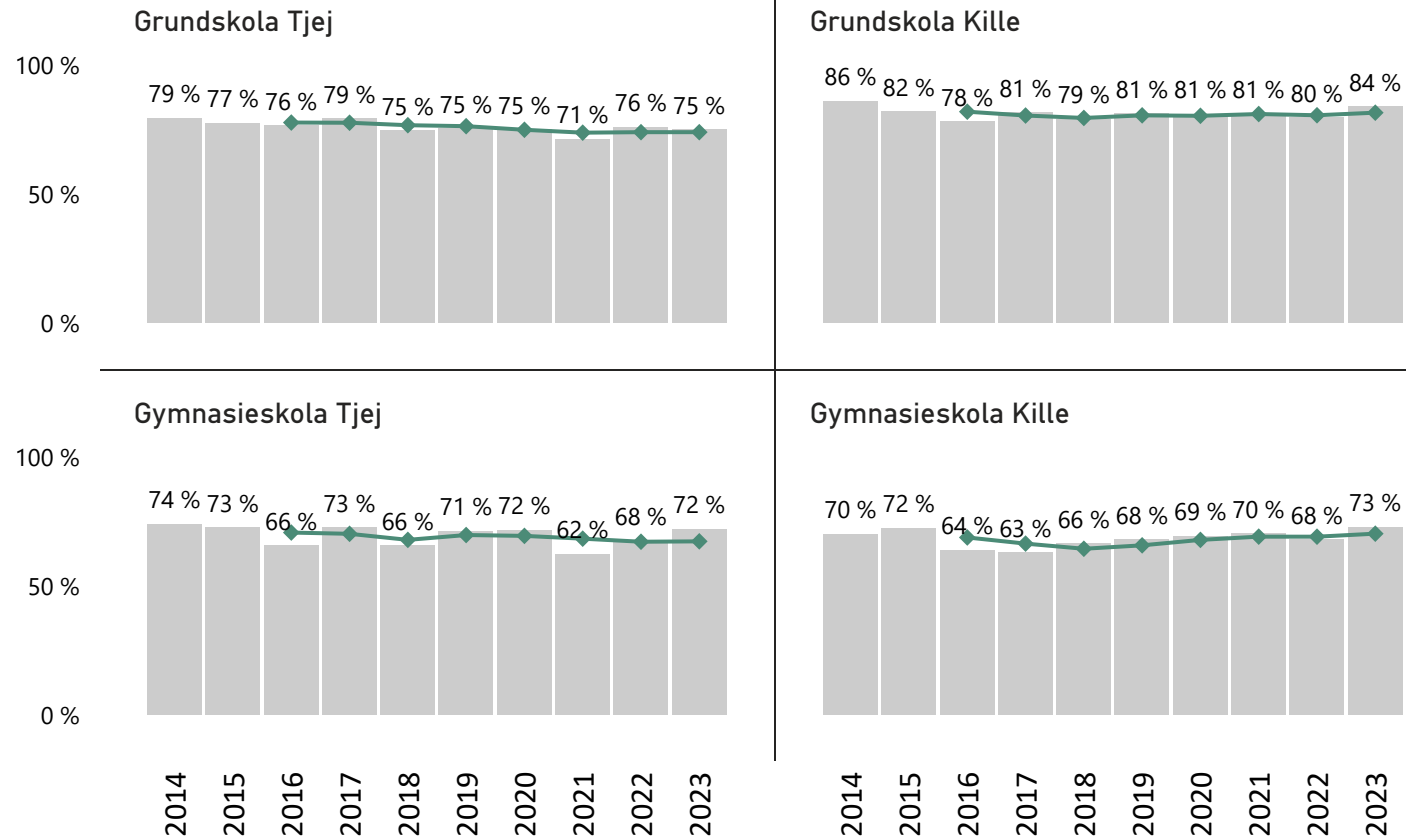 Grundskola Tjej
100 %
50 %
0 %
79 % 77 % 76 % 79 % 75 % 75 % 75 % 71 % 76 % 75 %
Grundskola Kille
86 % 82 % 78 % 81 % 79 % 81 % 81 % 81 % 80 % 84 %
Gymnasieskola Tjej
100 %
50 %
0 %
74 % 73 % 66 % 73 % 66 % 71 % 72 % 62 % 68 % 72 %
2014 2015 2016 2017 2018 2019 2020 2021 2022 2023
Gymnasieskola Kille
70 % 72 % 64 % 63 % 66 % 68 % 69 % 70 % 68 % 73 %
2014 2015 2016 2017 2018 2019 2020 2021 2022 2023